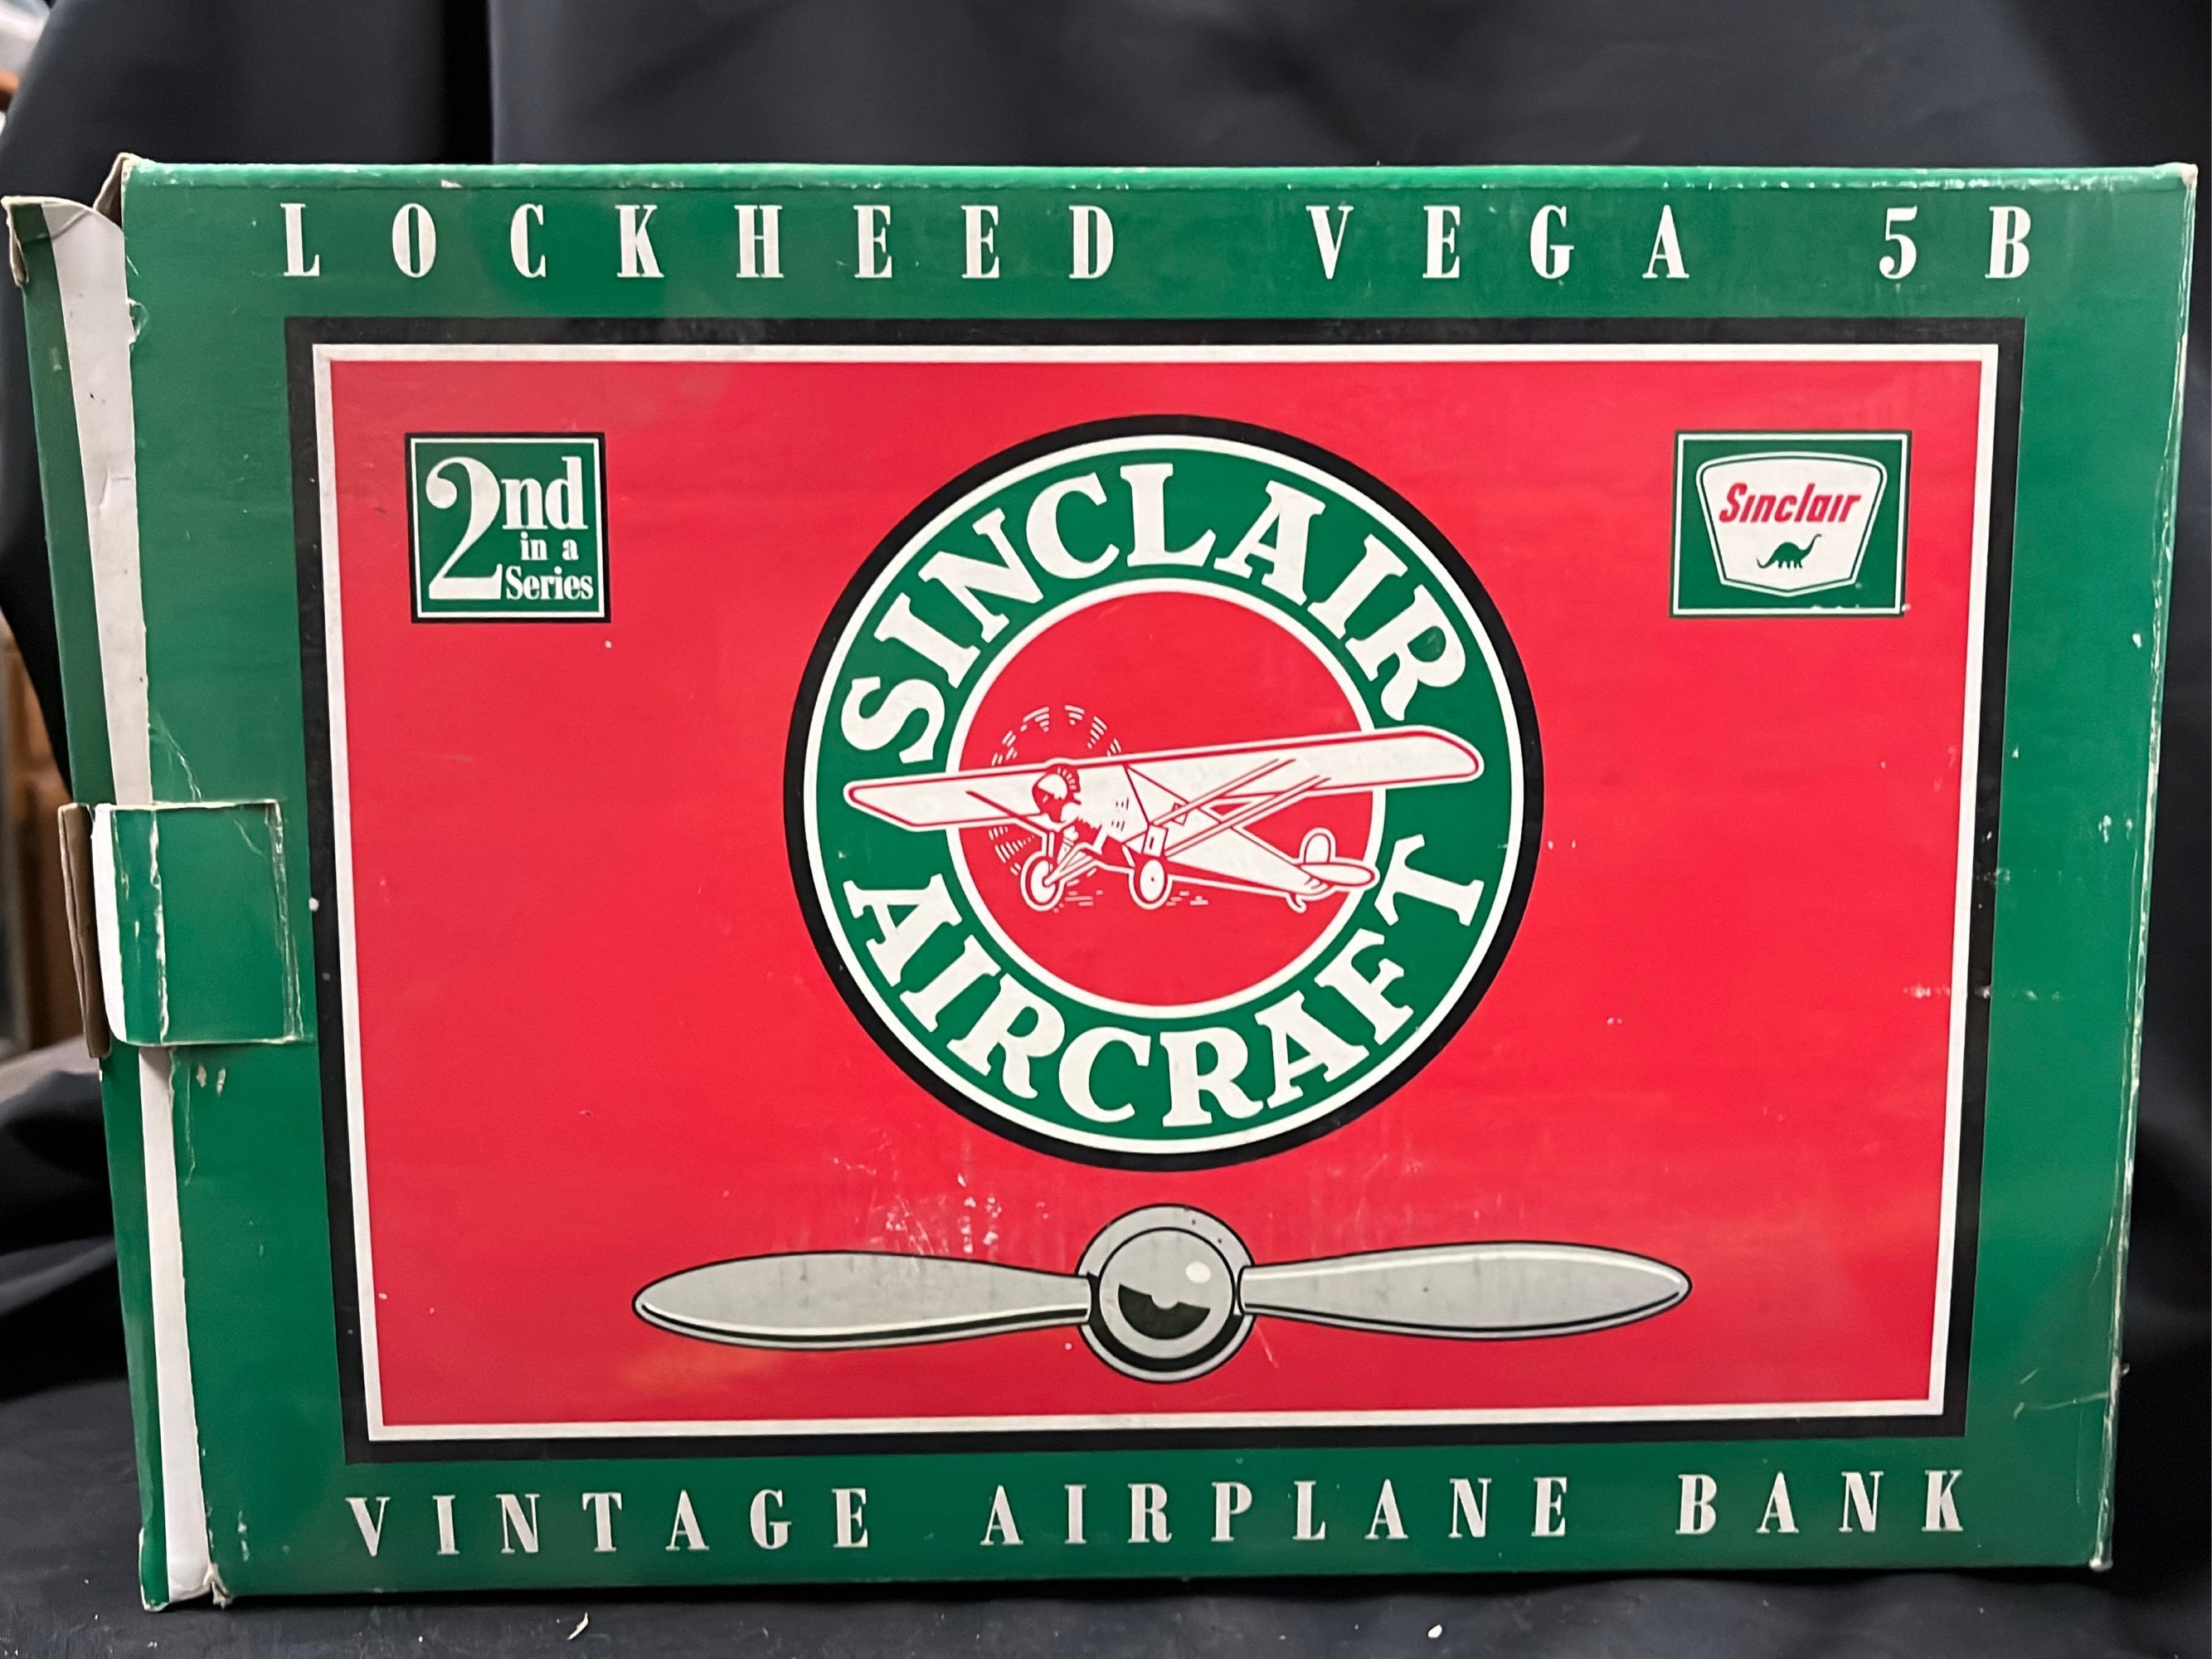 LOCKHEED VEGA 5B
2nd
in a
Series
Sinclair
SINCLAIR
AIRCRAFT
VINTAGE AIRPLANE BANK